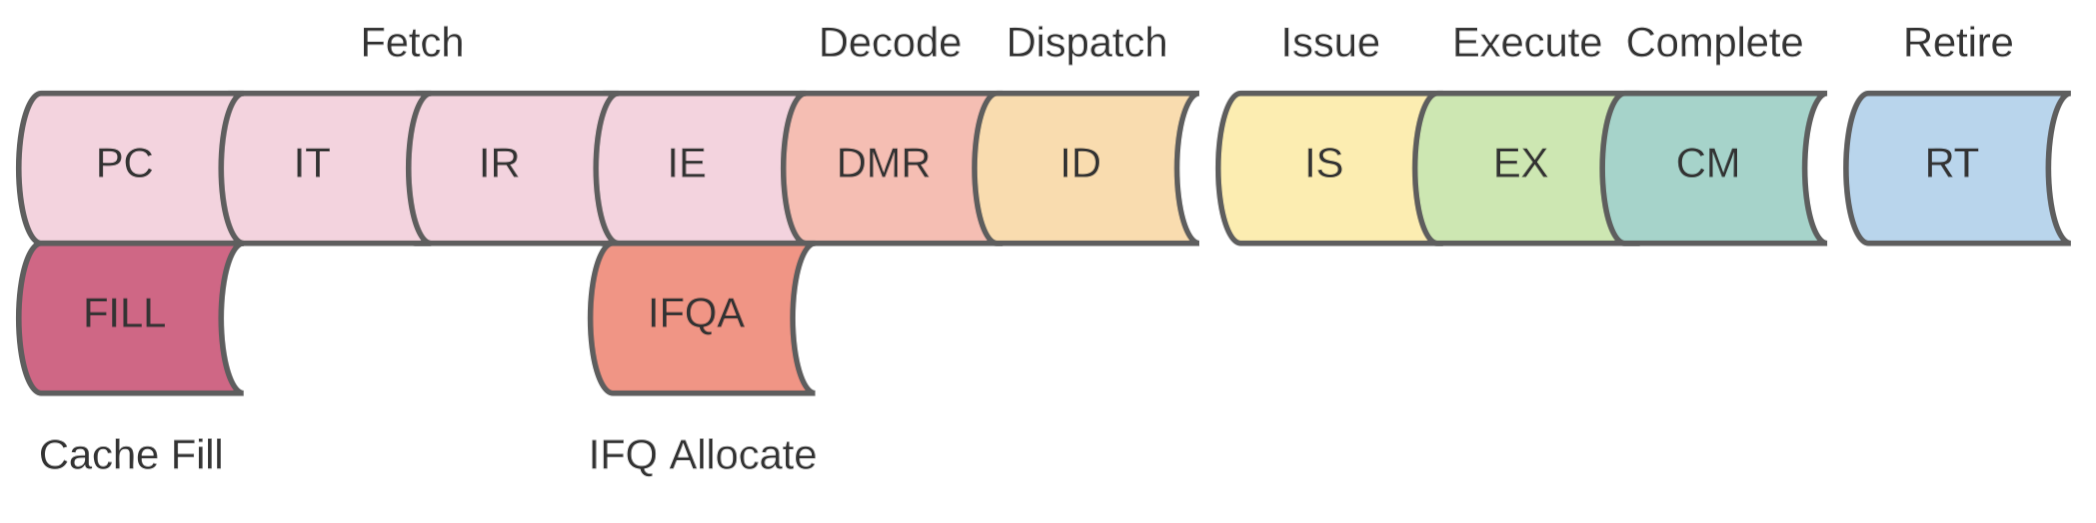 Fetch Decode Dispatch Issue Execute Complete Retire
PC IT IR IE DMR ID IS EX CM RT
FILL IFQA
Cache Fill IFQ Allocate